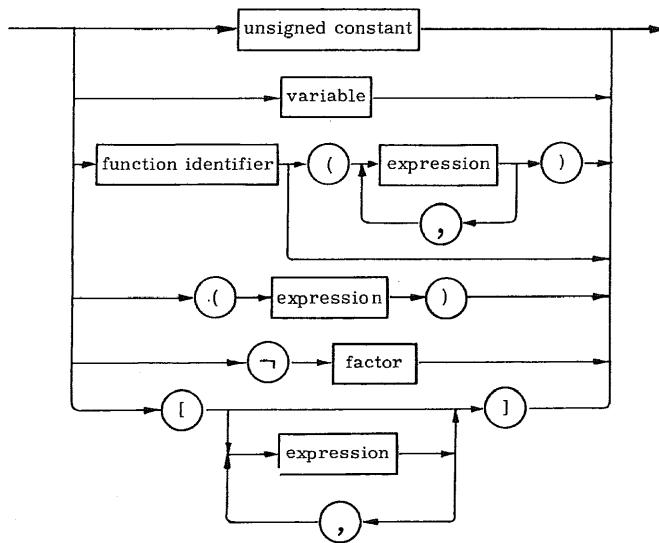 unsigned constant
variable
function identifier ( expression )
,
( expression )
¬ factor
[ ]
expression
,